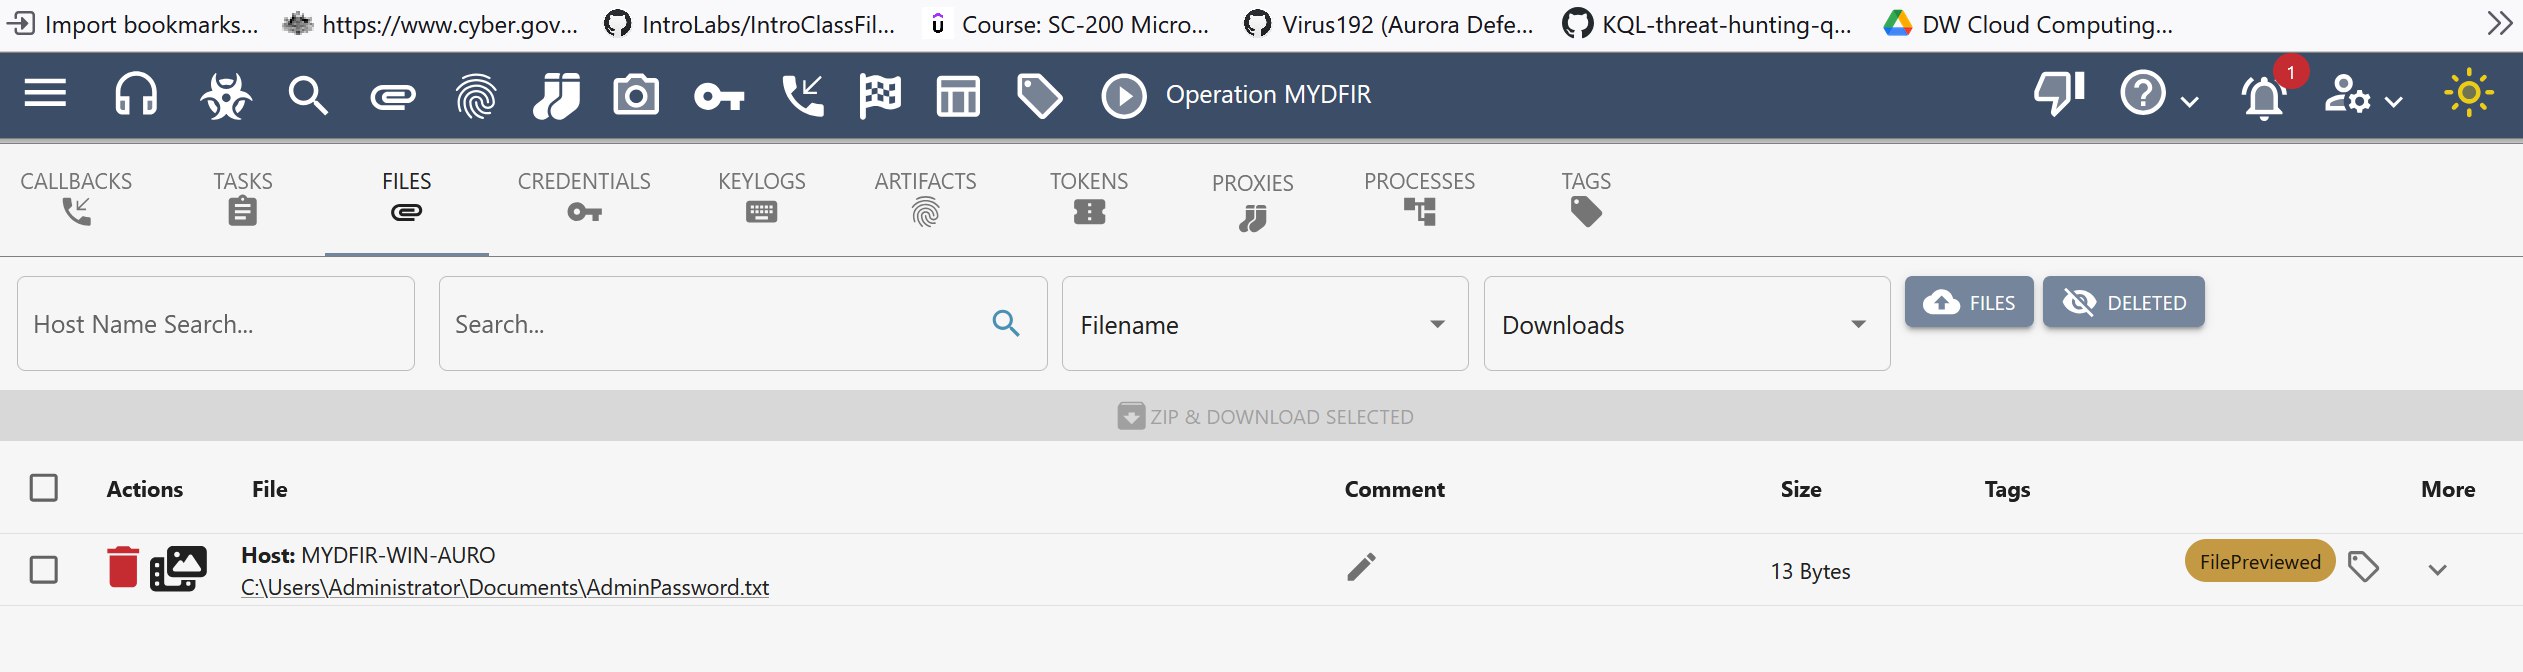 Import bookmarks... https://www.cyber.gov... IntroLabs/IntroClassFil... Course: SC-200 Micro... Virus192 (Aurora Defe... KQL-threat-hunting-q... DW Cloud Computing...
Operation MYDFIR 1
CALLBACKS TASKS FILES CREDENTIALS KEYLOGS ARTIFACTS TOKENS PROXIES PROCESSES TAGS
Host Name Search... Search... Filename Downloads FILES DELETED
ZIP & DOWNLOAD SELECTED
Actions File Comment Size Tags More
Host: MYDFIR-WIN-AURO
C:\Users\Administrator\Documents\AdminPassword.txt 13 Bytes FilePreviewed